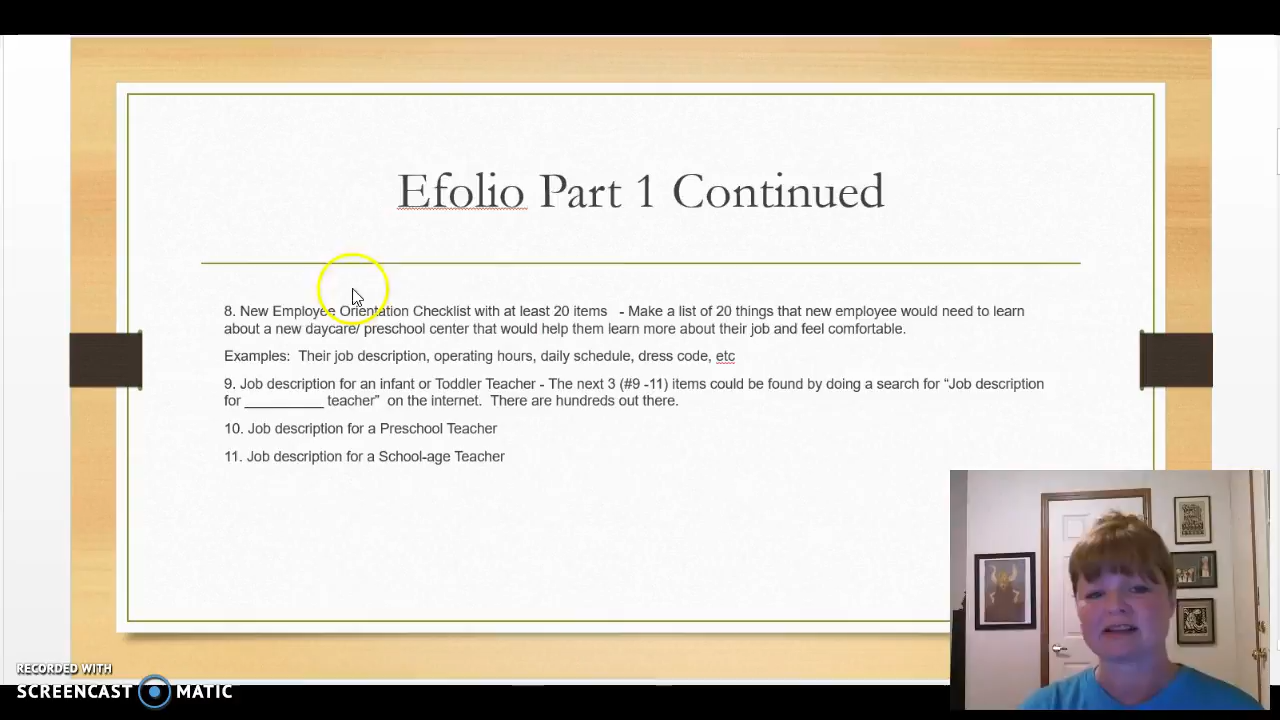 Efolio Part 1 Continued
8. New Employee Orientation Checklist with at least 20 items - Make a list of 20 things that new employee would need to learn
about a new daycare/ preschool center that would help them learn more about their job and feel comfortable.
Examples: Their job description, operating hours, daily schedule, dress code, etc
9. Job description for an infant or Toddler Teacher - The next 3 (#9 -11) items could be found by doing a search for “Job description
for __________ teacher” on the internet. There are hundreds out there.
10. Job description for a Preschool Teacher
11. Job description for a School-age Teacher
RECORDED WITH
SCREENCAST MATIC